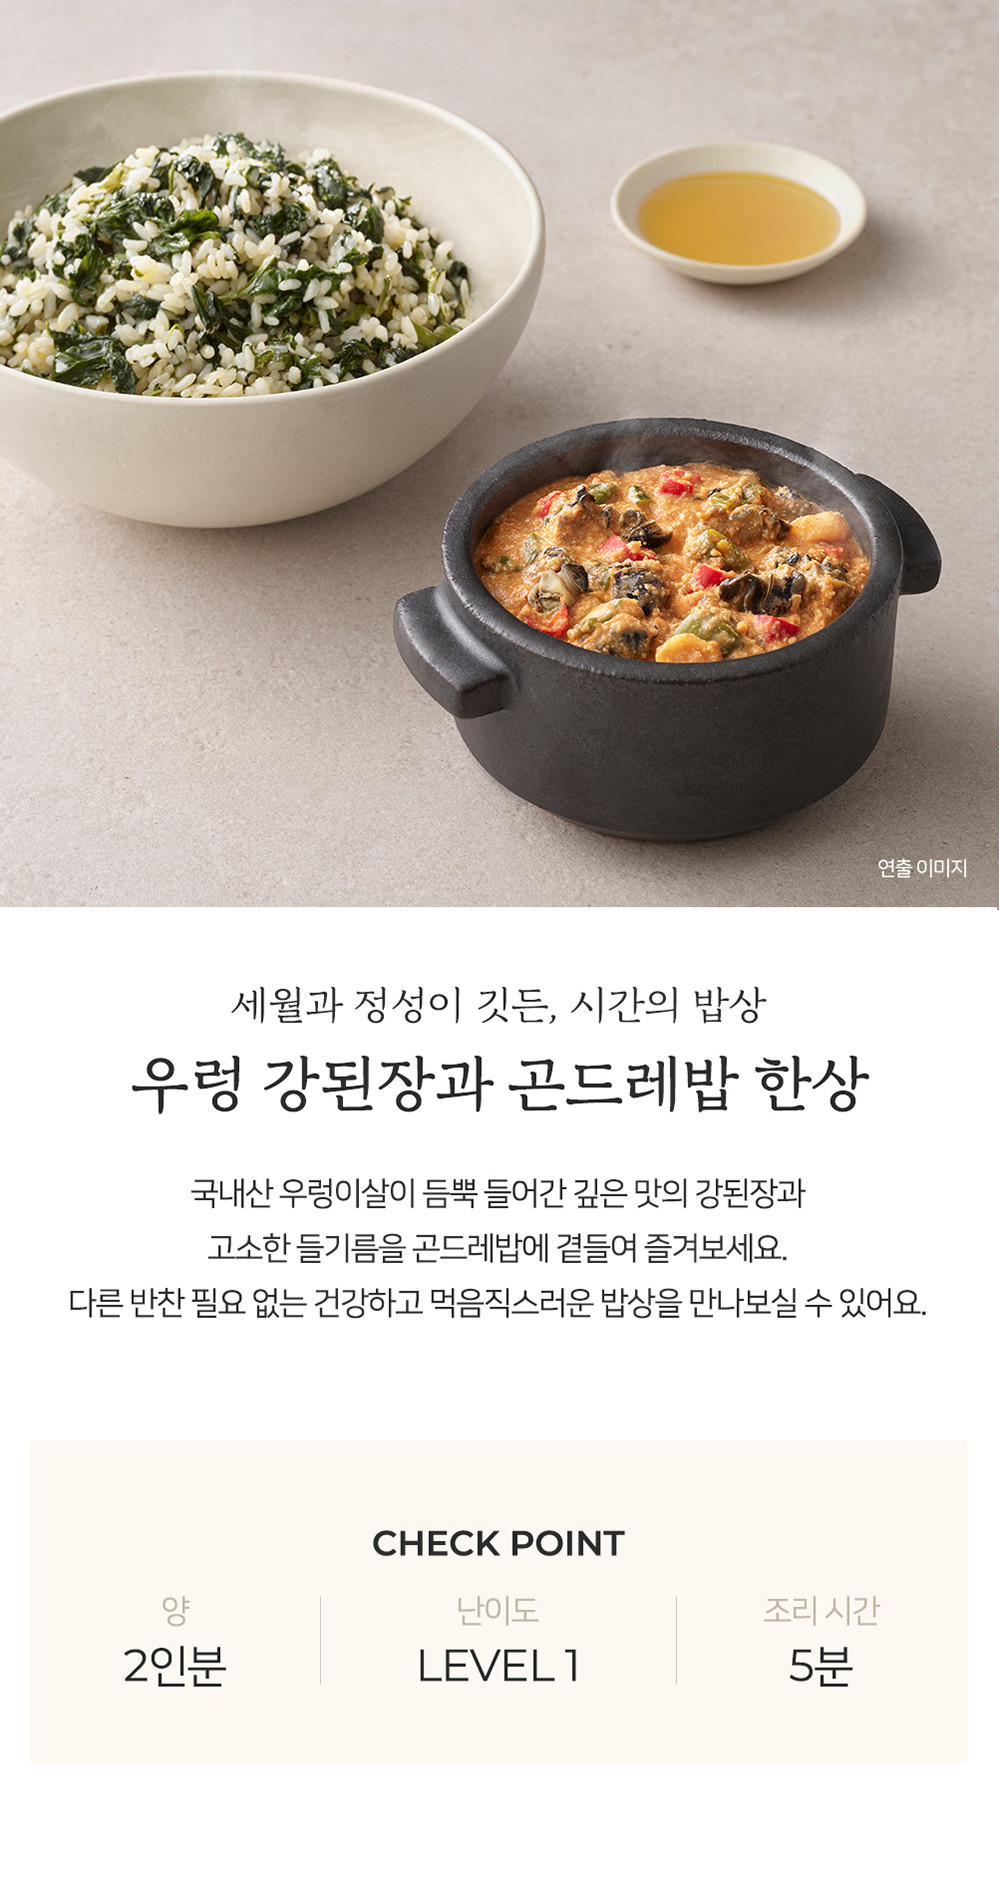 연출 이미지
세월과 정성이 깃든, 시간의 밥상
우렁 강된장과 곤드레밥 한상
국내산 우렁이살이 듬뿍 들어간 깊은 맛의 강된장과
고소한 들기름을 곤드레밥에 곁들여 즐겨보세요.
다른 반찬 필요 없는 건강하고 먹음직스러운 밥상을 만나보실 수 있어요.
CHECK POINT
양
2인분
난이도
LEVEL 1
조리 시간
5분